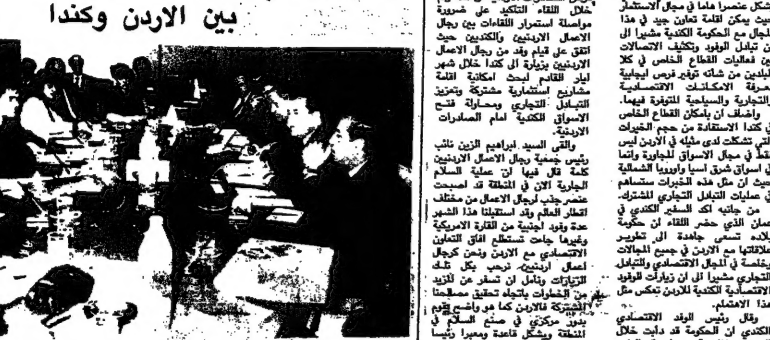 بين الاردن وكندا
خلال اللقاء التأكيد على ضرورة
مواصلة استمرار اللقاءات بين رجال
الاعمال الاردنيين والكنديين حيث
اتفق على قيام وفد من رجال الاعمال
الاردنيين بزيارة الى كندا خلال شهر
ايار القادم لبحث امكانية اقامة
مشاريع استثمارية مشتركة وتعزيز
التبادل التجاري ومحاولة فتح
الاسواق الكندية امام الصادرات
الاردنية.
والقى السيد ابراهيم الزين نائب
رئيس جمعية رجال الاعمال الاردنيين
كلمة قال فيها ان عملية السلام
الجارية الان في المنطقة قد اصبحت
عنصر جذب لرجال الاعمال من مختلف
اقطار العالم وقد استقبلنا هذا الشهر
عدة وفود اجنبية من القارة الامريكية
وغيرها جاءت تستطلع افاق التعاون
الاقتصادي مع الاردن ونحن كرجال
اعمال اردنيين نرحب بكل تلك
الزيارات ونأمل ان تسفر عن المزيد
من الخطوات باتجاه تحقيق مصلحتنا
المشتركة فالاردن كما هو واضح يقوم
بدور مركزي في صنع السلام في
المنطقة ويشكل قاعدة ومعبرا رئيسا
شكل عنصرا هاما في مجال الاستثمار
حيث يمكن اقامة تعاون جيد في هذا
المجال مع الحكومة الكندية مشيرا الى
ان تبادل الوفود وتكثيف الاتصالات
بين فعاليات القطاع الخاص في كلا
البلدين من شانه توفير فرص ايجابية
لمعرفة الامكانات الاقتصادية
والتجارية والسياحية المتوفرة فيهما.
واضاف ان بامكان القطاع الخاص
في كندا الاستفادة من حجم الخبرات
التي تشكلت لدى مثيله في الاردن ليس
فقط في مجال الاسواق المجاورة وانما
في اسواق شرق اسيا واوروبا الشمالية
حيث ان مثل هذه الخبرات ستساهم
في عمليات التبادل التجاري المشترك.
من جانبه اكد السفير الكندي في
عمان الذي حضر اللقاء ان حكومة
بلاده تسعى جاهدة الى تطوير
علاقاتها مع الاردن في جميع المجالات
وبخاصة في المجال الاقتصادي والتبادل
التجاري مشيرا الى ان زيارات الوفود
الاقتصادية الكندية للاردن تعكس مثل
هذا الاهتمام.
وقال رئيس الوفد الاقتصادي
الكندي ان الحكومة قد دابت خلال